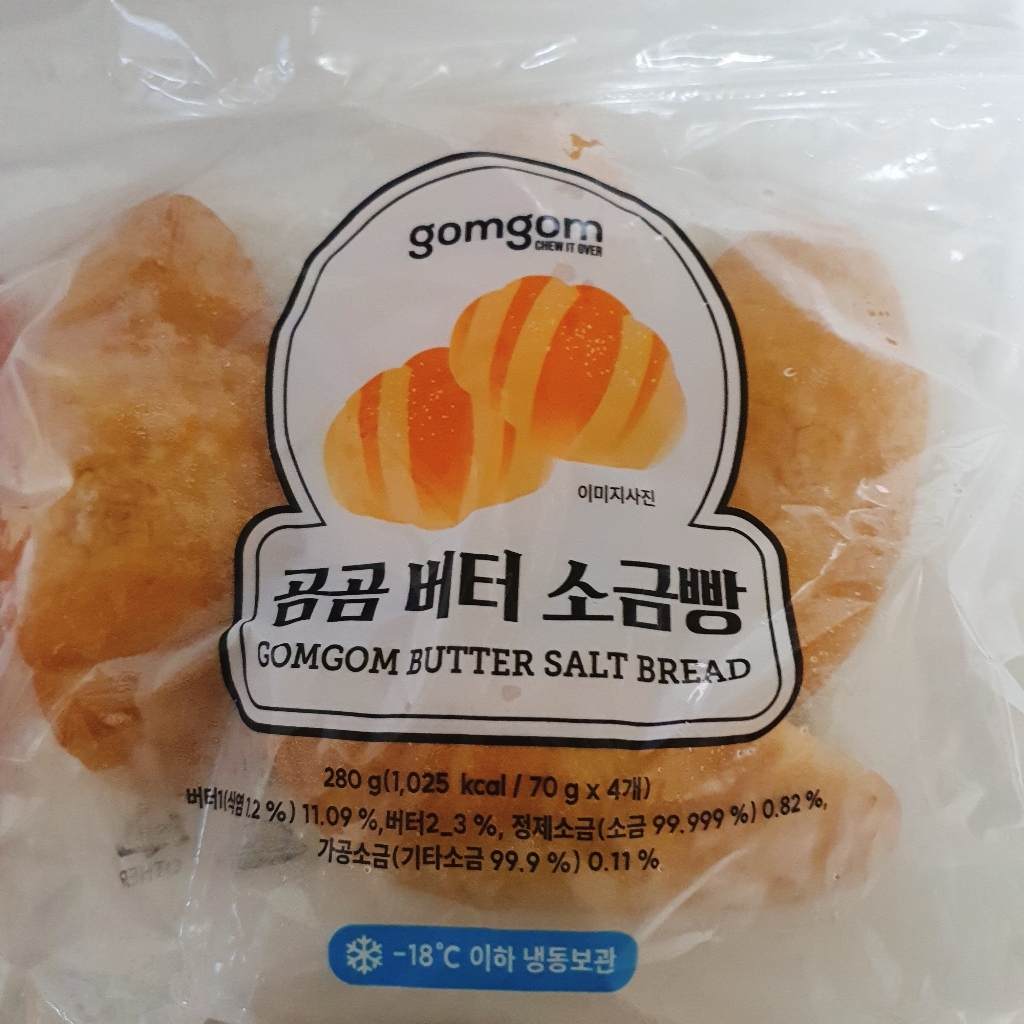 gomgom
CHEW IT OVER
이미지사진
곰곰 버터 소금빵
GOMGOM BUTTER SALT BREAD
280 g(1,025 kcal / 70 g x 4개)
버터1(식염 1.2 %) 11.09 %,버터2_3 %, 정제소금(소금 99.999 %) 0.82 %,
가공소금(기타소금 99.9 %) 0.11 %
-18℃ 이하 냉동보관